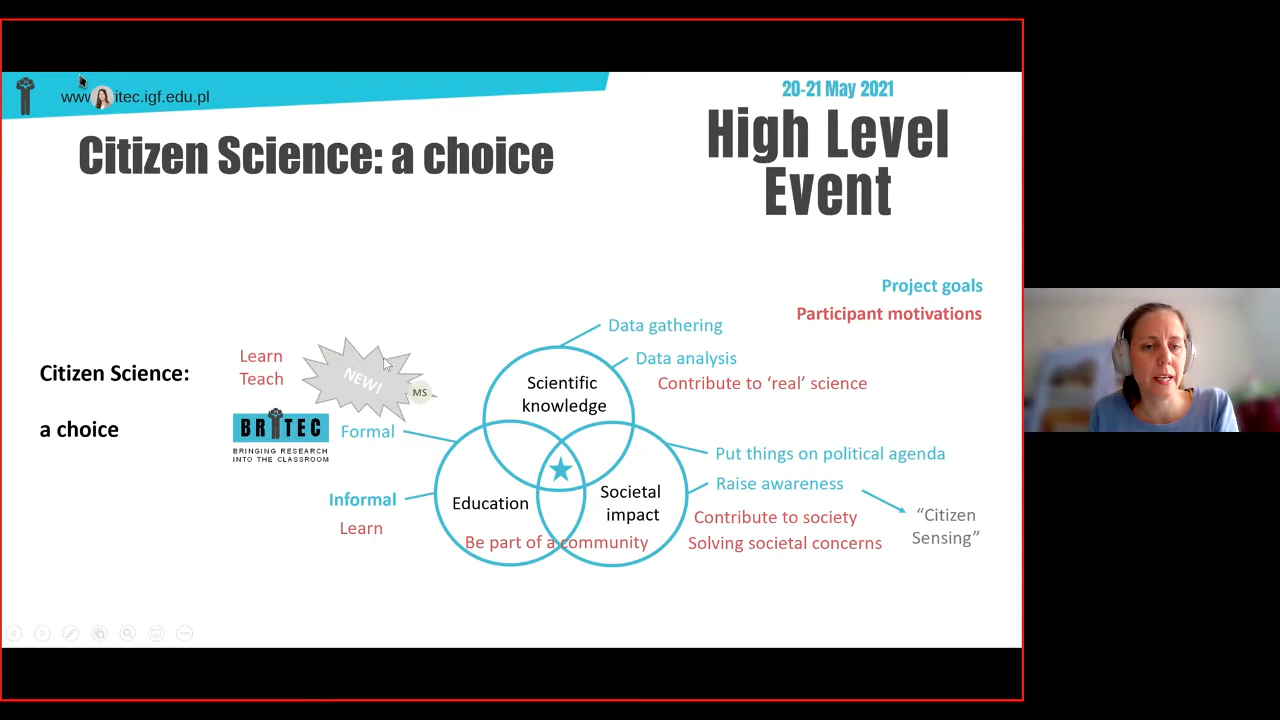 20-21 May 2021
itec.igf.edu.pl
High Level
Event
Citizen Science: a choice
Project goals
Participant motivations
Data gathering
Data analysis
Contribute to ‘real’ science
Learn
Teach
NEW!
MS
Citizen Science:
a choice
Scientific
knowledge
BRITEC
BRINGING RESEARCH
INTO THE CLASSROOM
Formal
Informal
Learn
Education
Societal
impact
Be part of a community
Put things on political agenda
Raise awareness
Contribute to society
Solving societal concerns
“Citizen
Sensing”